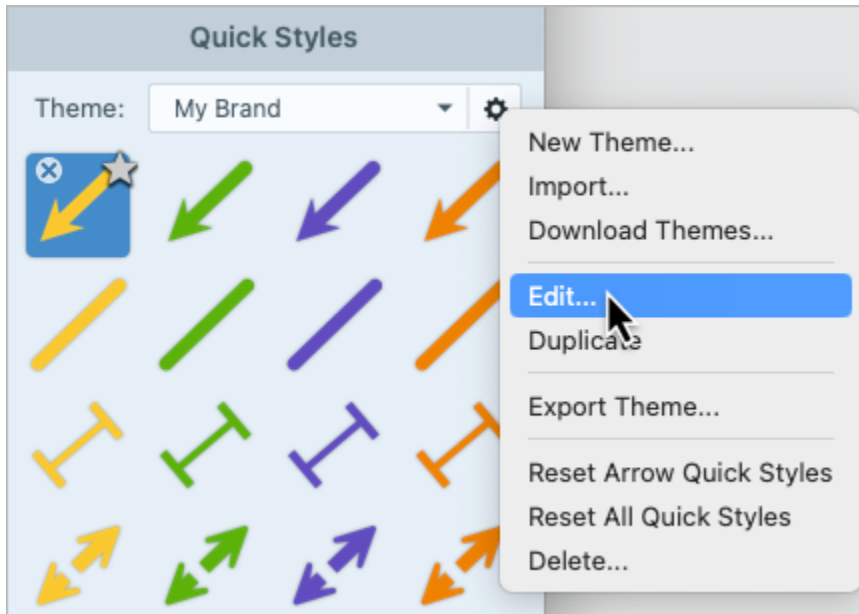 Quick Styles
Theme:
My Brand
New Theme...
Import...
Download Themes...
Edit...
Duplicate
Export Theme...
Reset Arrow Quick Styles
Reset All Quick Styles
Delete...